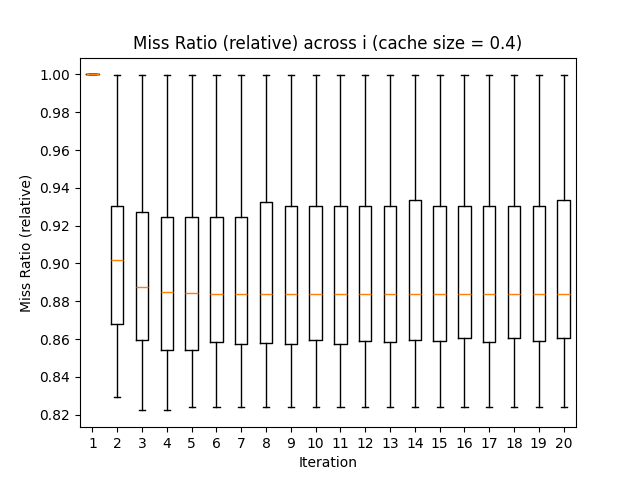 Miss Ratio (relative) across i (cache size = 0.4)
Miss Ratio (relative)
1.00
0.98
0.96
0.94
0.92
0.90
0.88
0.86
0.84
0.82
1 2 3 4 5 6 7 8 9 10 11 12 13 14 15 16 17 18 19 20
Iteration